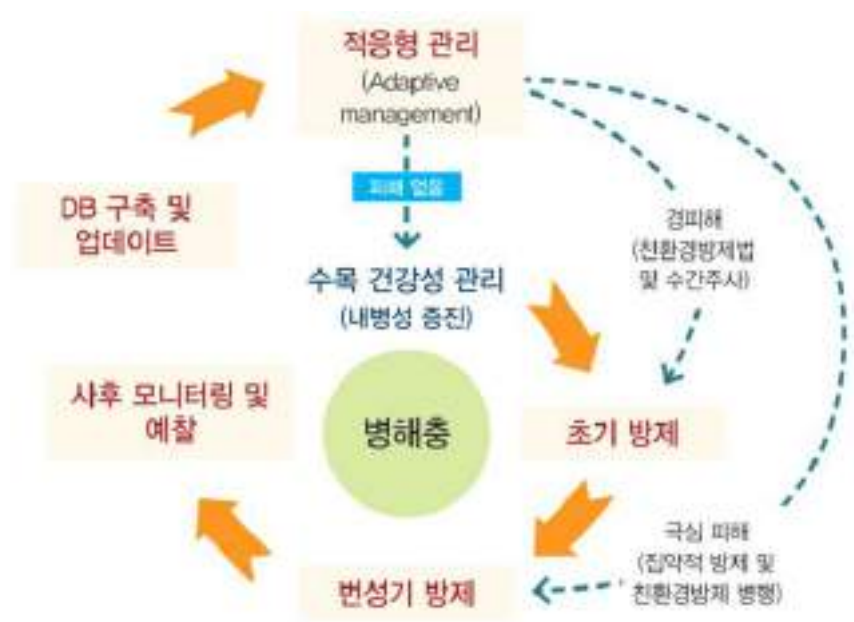 적응형 관리
(Adaptive
management)
피해 없음
DB 구축 및
업데이트
수목 건강성 관리
(내병성 증진)
경피해
(친환경방제법
및 수간주사)
사후 모니터링 및
예찰
병해충
초기 방제
극심 피해
(집약적 방제 및
친환경방제 병행)
번성기 방제